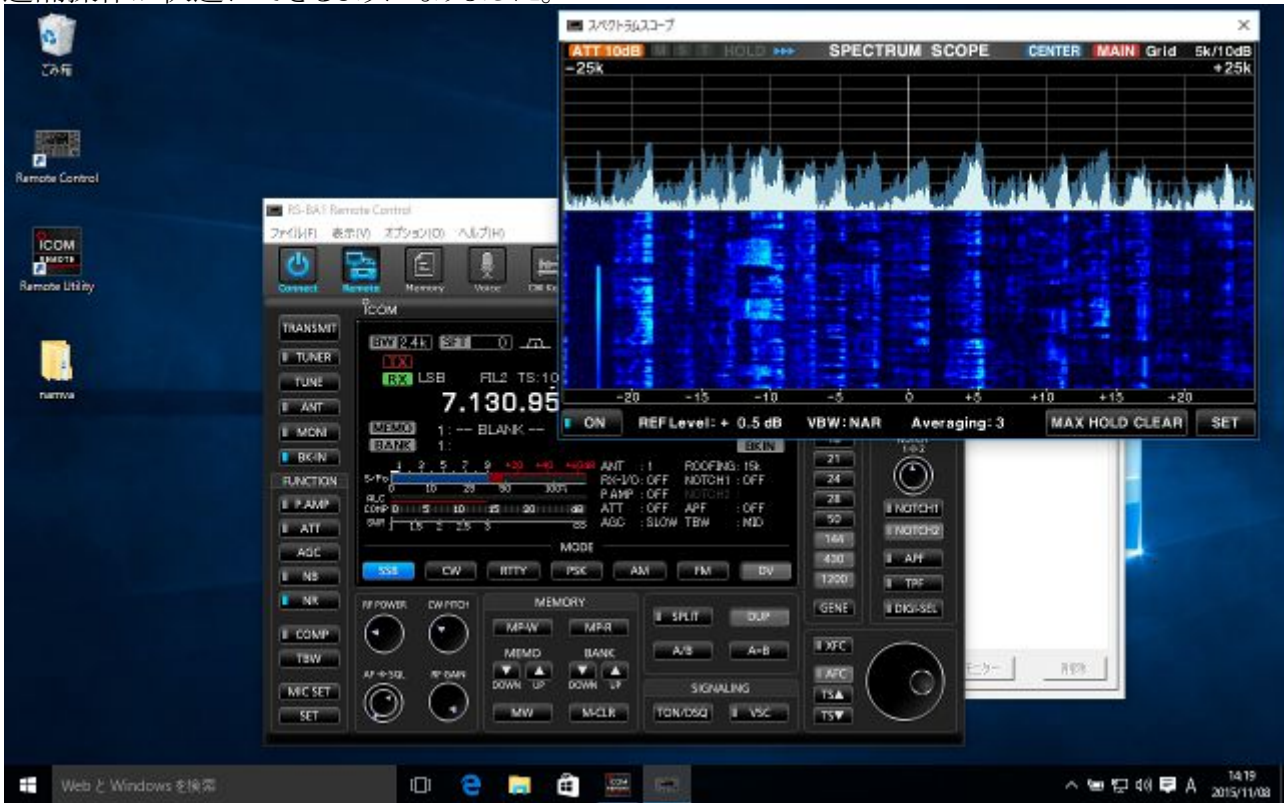 ごみ箱
Remote Control
ICOM
REMOTE
Remote Utility
namva
スペクトラムスコープ
ATT 10dB M S T HOLD SPECTRUM SCOPE CENTER MAIN Grid 5k/10dB
-25k +25k
-20 -15 -10 -5 0 +5 +10 +15 +20
ON REF Level: + 0.5 dB VBW: NAR Averaging: 3 MAX HOLD CLEAR SET
RS-BA1 Remote Control
ファイル(F) 表示(V) オプション(O) ヘルプ(H)
Connect Remote Memory Voice
ICOM
TRANSMIT
TUNER
TUNE
ANT
MONI
BK-IN
FUNCTION
P.AMP
ATT
AGC
NB
NR
COMP
TBW
MIC SET
SET
BW 2.4k SFT 0
TX
RX LSB FIL2 TS:10
7.130.95
MEMO 1: -- BLANK --
BANK 1:
BKIN
ANT :1 ROOFING: 15k
RX-I/O: OFF NOTCH1 : OFF
P.AMP : OFF NOTCH2 :
ATT : OFF APF : OFF
AGC : SLOW TBW : MID
MODE
SSB CW RTTY PSK AM FM DV
RF POWER CW PITCH
MEMORY
MP-W MP-R
MEMO BANK
DOWN UP DOWN UP
MW M-CLR
SPLIT DUP
A/B A=B
SIGNALING
TON/DSQ VSC
21
24
28
50
144
430
1200
GENE
NOTCH1
NOTCH2
APF
TPF
DIGI-SEL
XFC
AFC
TS▲
TS▼
Web と Windows を検索
A
14:19
2015/11/08